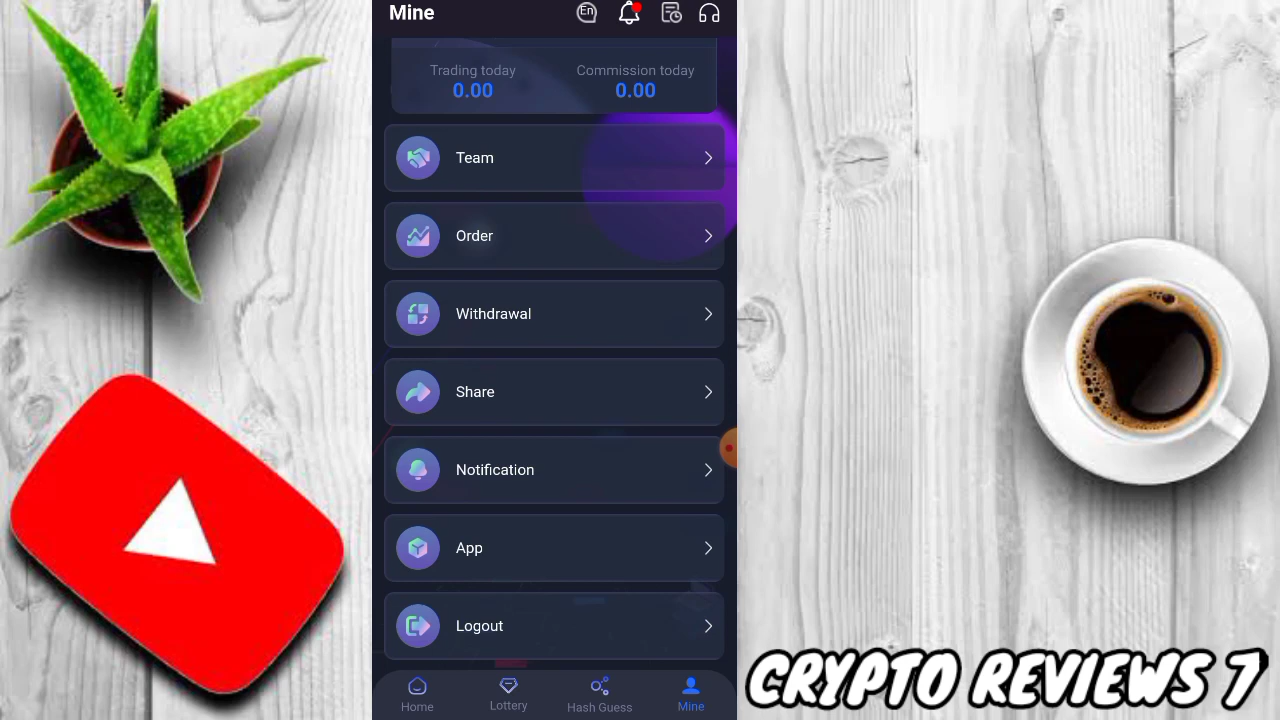 Mine
En
Trading today
Commission today
0.00
0.00
Team
Order
Withdrawal
Share
Notification
App
Logout
Home
Lottery
Hash Guess
Mine
CRYPTO REVIEWS 7